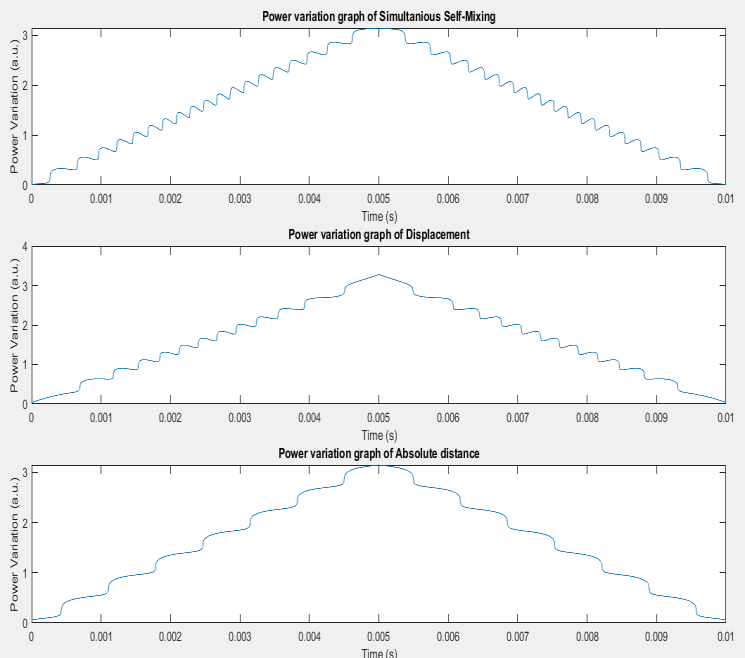 Power variation graph of Simultanious Self-Mixing
Power Variation (a.u.)
3
2
1
0
0 0.001 0.002 0.003 0.004 0.005 0.006 0.007 0.008 0.009 0.01
Time (s)
Power variation graph of Displacement
Power Variation (a.u.)
4
3
2
1
0
0 0.001 0.002 0.003 0.004 0.005 0.006 0.007 0.008 0.009 0.01
Time (s)
Power variation graph of Absolute distance
Power Variation (a.u.)
3
2
1
0
0 0.001 0.002 0.003 0.004 0.005 0.006 0.007 0.008 0.009 0.01
Time (s)